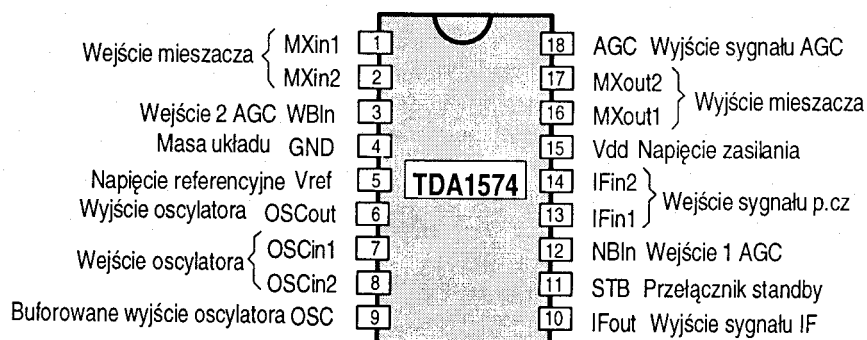 Wejście mieszacza { MXin1 1
MXin2 2
Wejście 2 AGC WBIn 3
Masa układu GND 4
Napięcie referencyjne Vref 5
Wyjście oscylatora OSCout 6
Wejście oscylatora { OSCin1 7
OSCin2 8
Buforowane wyjście oscylatora OSC 9
TDA1574
18 AGC Wyjście sygnału AGC
17 MXout2 } Wyjście mieszacza
16 MXout1
15 Vdd Napięcie zasilania
14 IFin2 } Wejście sygnału p.cz
13 IFin1
12 NBIn Wejście 1 AGC
11 STB Przełącznik standby
10 IFout Wyjście sygnału IF